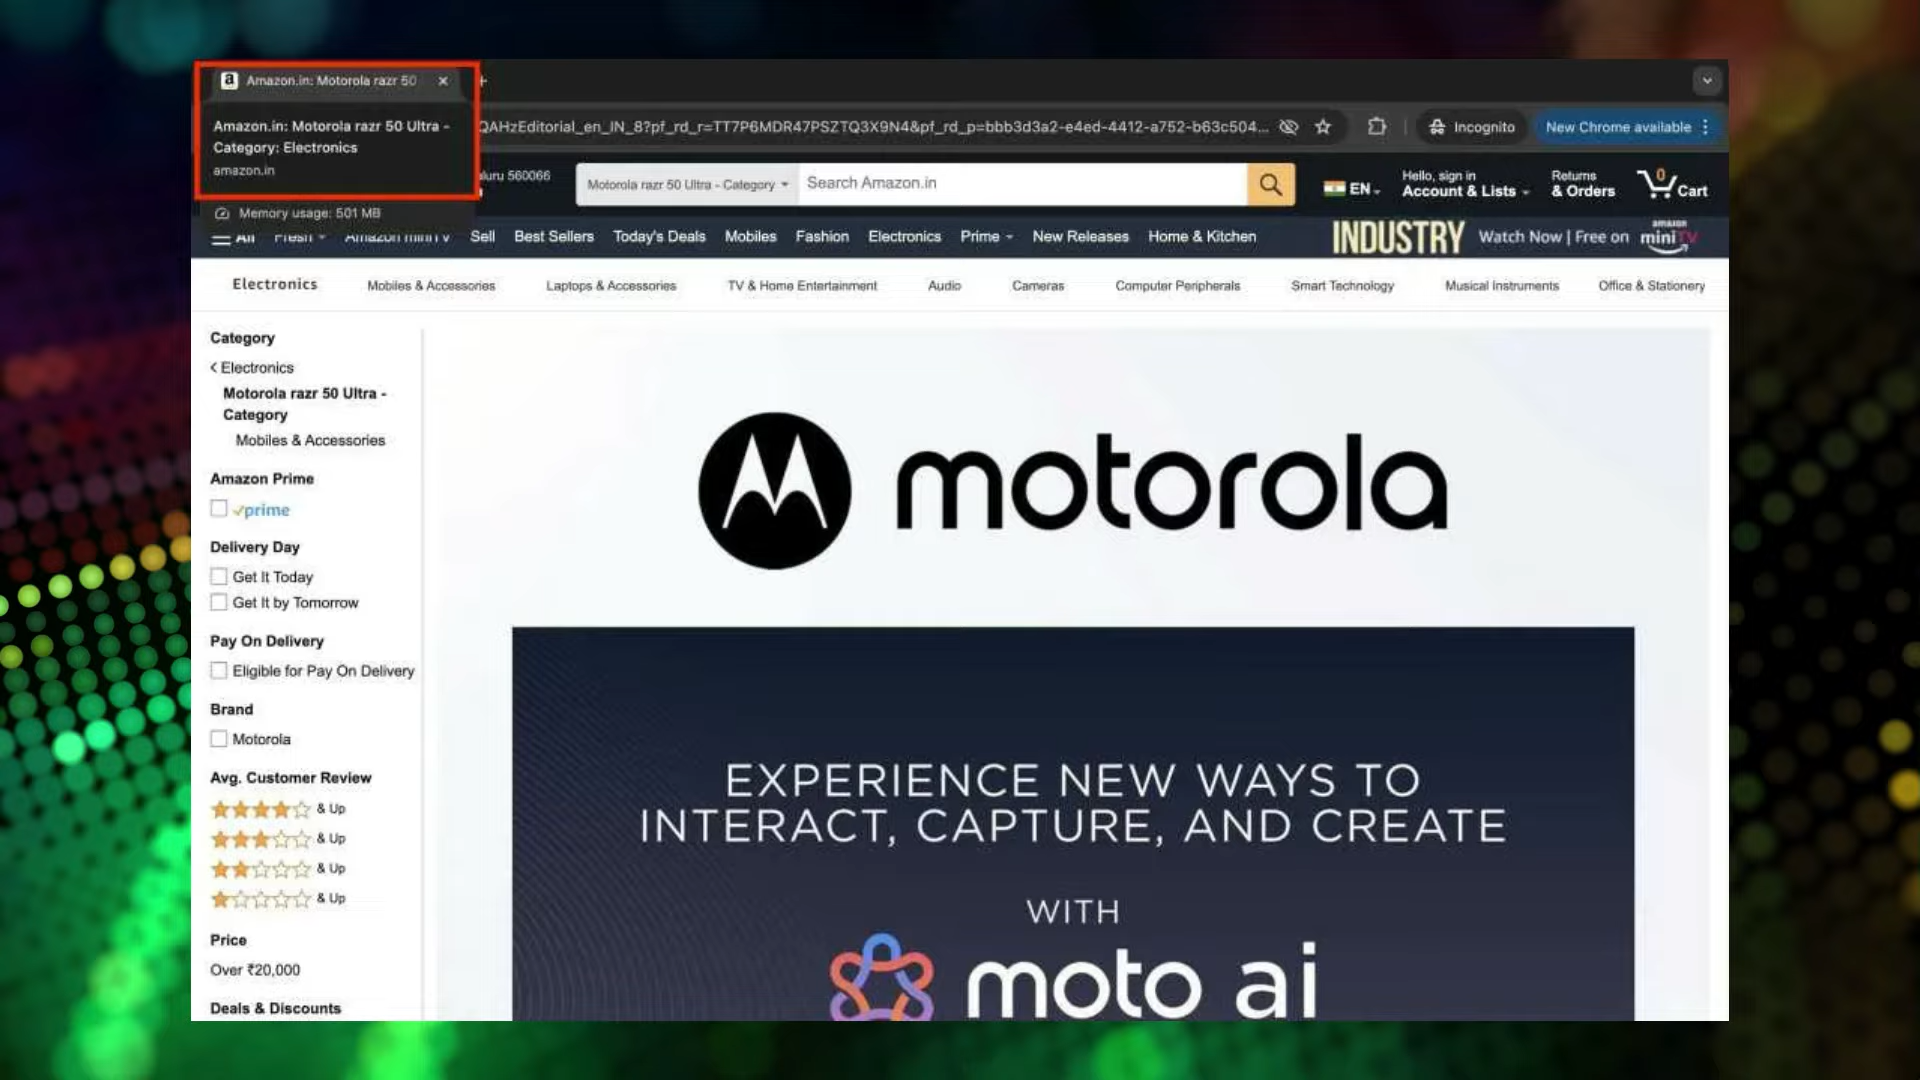 Amazon.in: Motorola razr 50
Amazon.in: Motorola razr 50 Ultra -
Category: Electronics
amazon.in
Memory usage: 501 MB
QAHzEditorial_en_IN_8?pf_rd_r=TT7P6MDR47PSZTQ3X9N4&pf_rd_p=bbb3d3a2-e4ed-4412-a752-b63c504...
Incognito
New Chrome available
560066
Motorola razr 50 Ultra - Category
Search Amazon.in
EN
Hello, sign in
Account & Lists
Returns
& Orders
0
Cart
All Fresh Amazon miniTV Sell Best Sellers Today's Deals Mobiles Fashion Electronics Prime New Releases Home & Kitchen
INDUSTRY Watch Now | Free on amazon miniTV
Electronics Mobiles & Accessories Laptops & Accessories TV & Home Entertainment Audio Cameras Computer Peripherals Smart Technology Musical Instruments Office & Stationery
Category
< Electronics
Motorola razr 50 Ultra -
Category
Mobiles & Accessories
Amazon Prime
prime
Delivery Day
Get It Today
Get It by Tomorrow
Pay On Delivery
Eligible for Pay On Delivery
Brand
Motorola
Avg. Customer Review
& Up
& Up
& Up
& Up
Price
Over ₹20,000
Deals & Discounts
motorola
EXPERIENCE NEW WAYS TO
INTERACT, CAPTURE, AND CREATE
WITH
moto ai